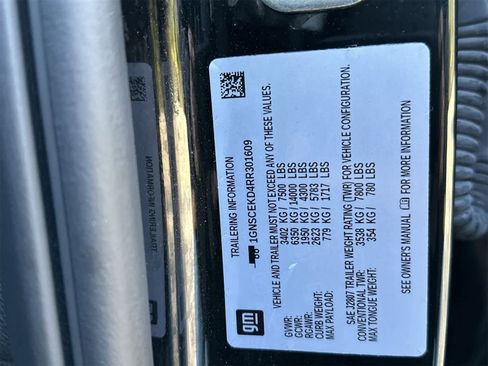 TRAILERING INFORMATION
1GNSCEKD4RR301609
VEHICLE AND TRAILER MUST NOT EXCEED ANY OF THESE VALUES.
GVWR: 3402 KG / 7500 LBS
GCWR: 6350 KG / 14000 LBS
RGAWR: 1950 KG / 4300 LBS
CURB WEIGHT: 2623 KG / 5783 LBS
MAX PAYLOAD: 779 KG / 1717 LBS
SAE J2807 TRAILER WEIGHT RATING (TWR) FOR VEHICLE CONFIGURATION.
CONVENTIONAL TWR: 3538 KG / 7800 LBS
MAX TONGUE WEIGHT: 354 KG / 780 LBS
SEE OWNER'S MANUAL FOR MORE INFORMATION
gm